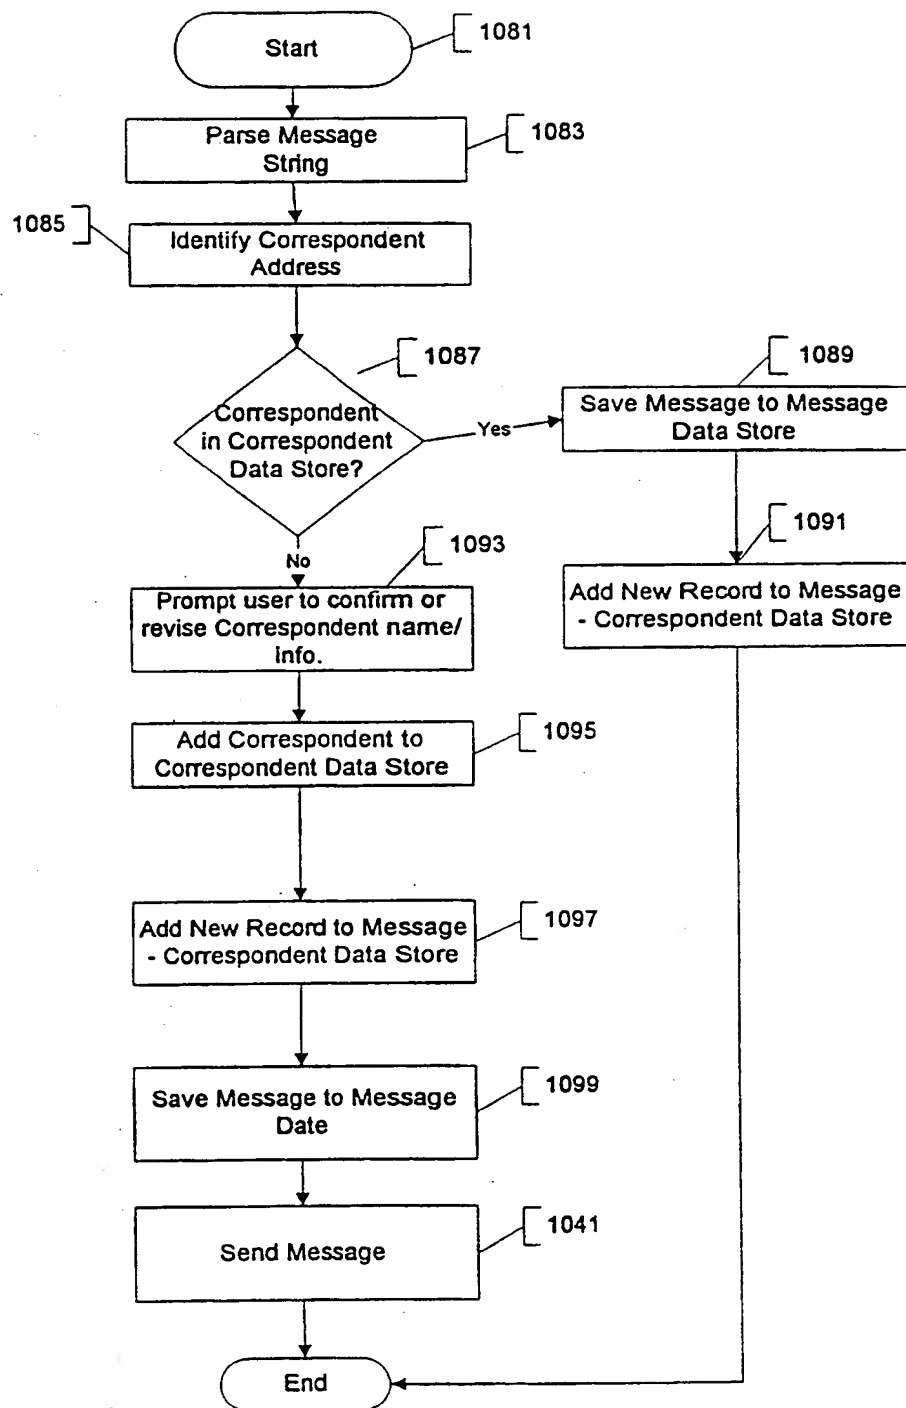 Start
1081
Parse Message
String
1083
1085
Identify Correspondent
Address
1087
Correspondent
in Correspondent
Data Store?
Yes
1089
Save Message to Message
Data Store
1091
Add New Record to Message
- Correspondent Data Store
No
1093
Prompt user to confirm or
revise Correspondent name/
info.
1095
Add Correspondent to
Correspondent Data Store
1097
Add New Record to Message
- Correspondent Data Store
1099
Save Message to Message
Date
1041
Send Message
End